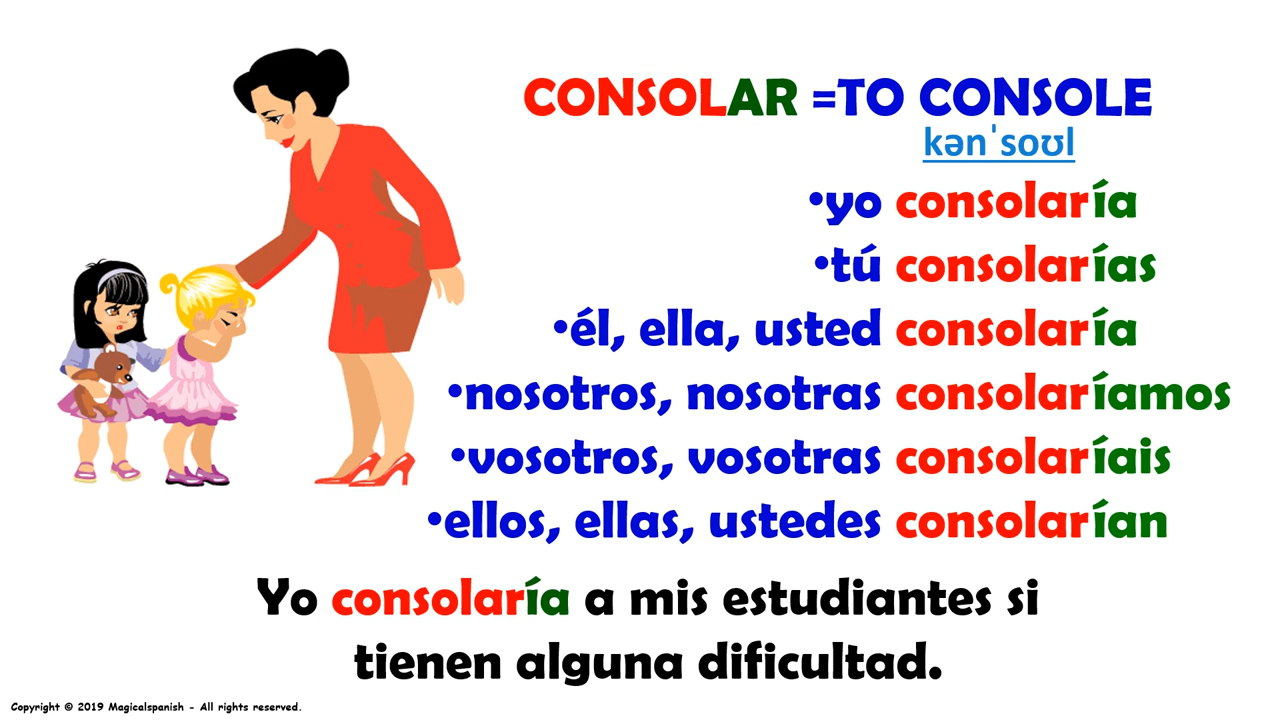 CONSOLAR =TO CONSOLE
kənˈsoʊl
•yo consolaría
•tú consolarías
•él, ella, usted consolaría
•nosotros, nosotras consolaríamos
•vosotros, vosotras consolaríais
•ellos, ellas, ustedes consolarían
Yo consolaría a mis estudiantes si
tienen alguna dificultad.
Copyright © 2019 Magicalspanish - All rights reserved.